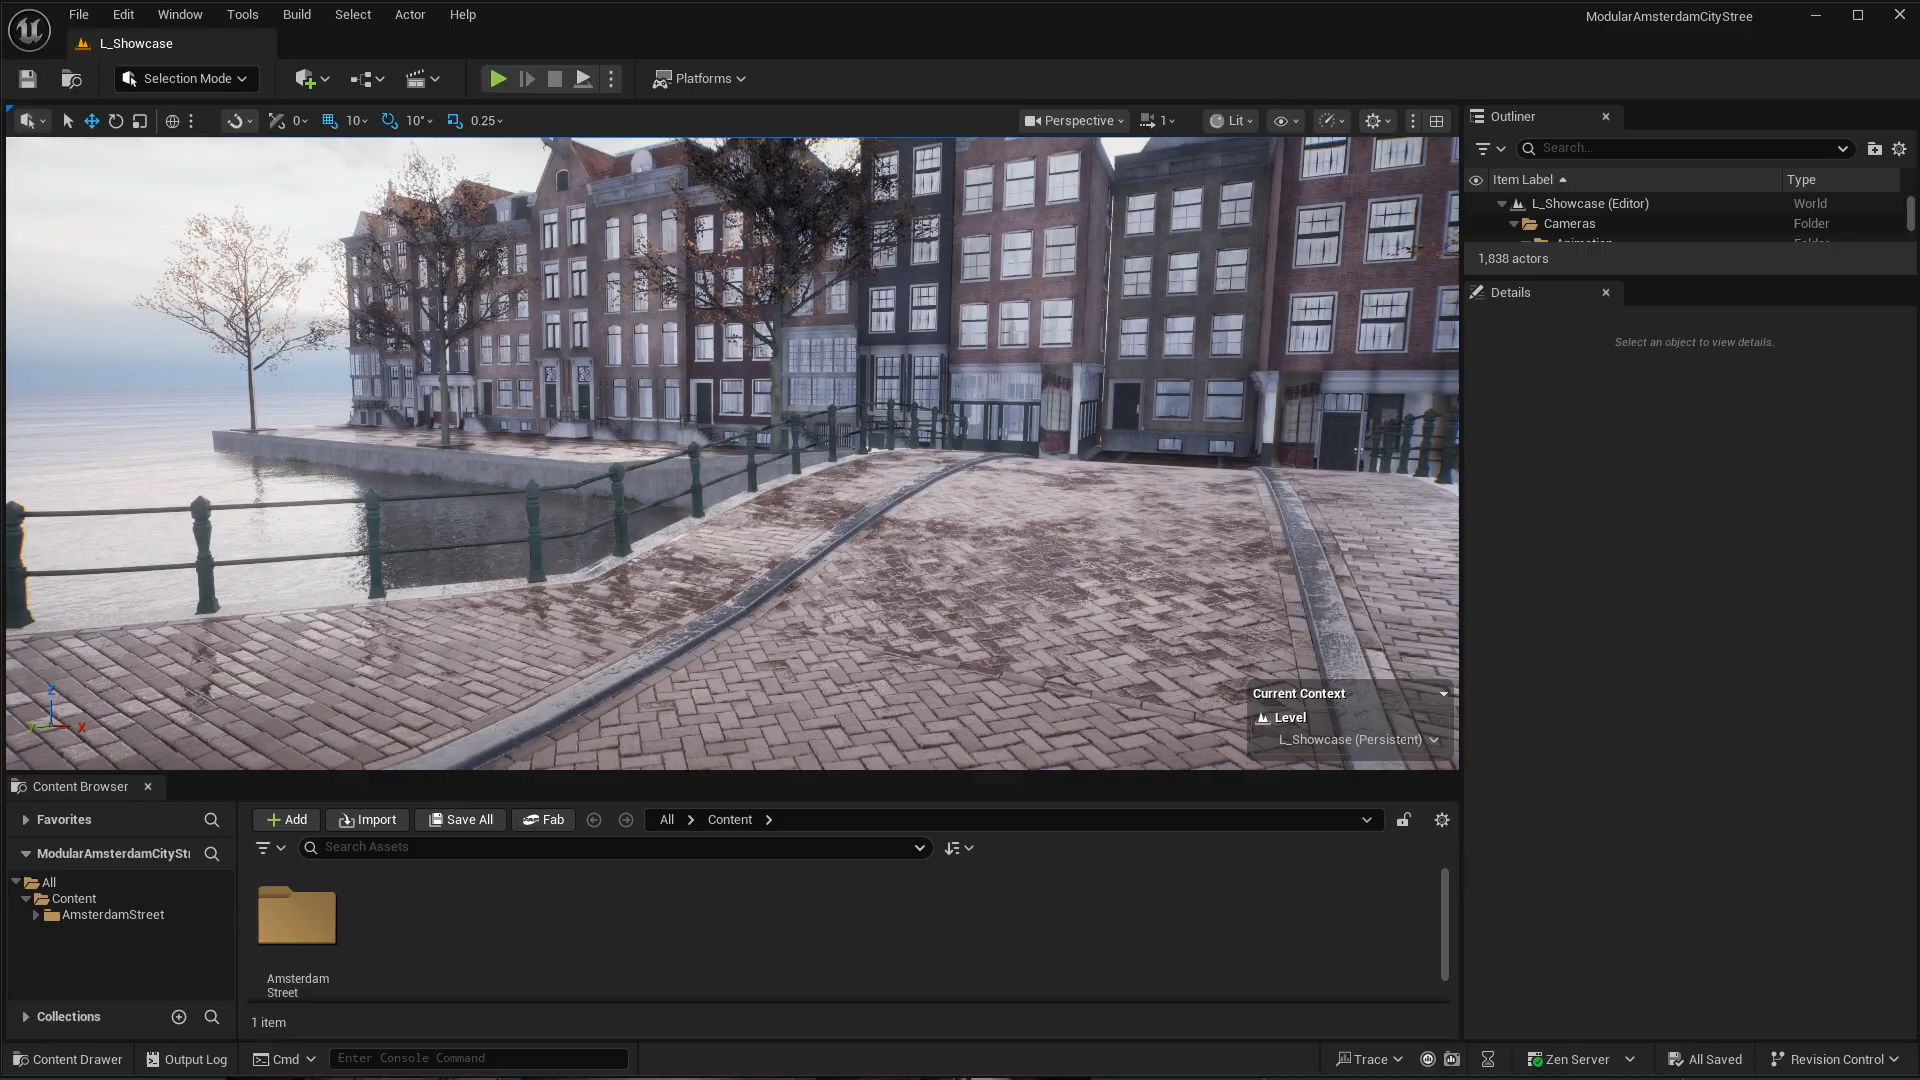 File Edit Window Tools Build Select Actor Help
ModularAmsterdamCityStree
L_Showcase
Selection Mode
Platforms
0 10 10° 0.25
Perspective 1 Lit
Outliner
Search...
Item Label Type
L_Showcase (Editor) World
Cameras Folder
Animation Folder
1,838 actors
Details
Select an object to view details.
Current Context
Level
L_Showcase (Persistent)
Z
Y X
Content Browser
Favorites
Add Import Save All Fab All Content
Search Assets
ModularAmsterdamCityStr
All
Content
AmsterdamStreet
Amsterdam
Street
Collections
1 item
Content Drawer Output Log Cmd Enter Console Command Trace Zen Server All Saved Revision Control